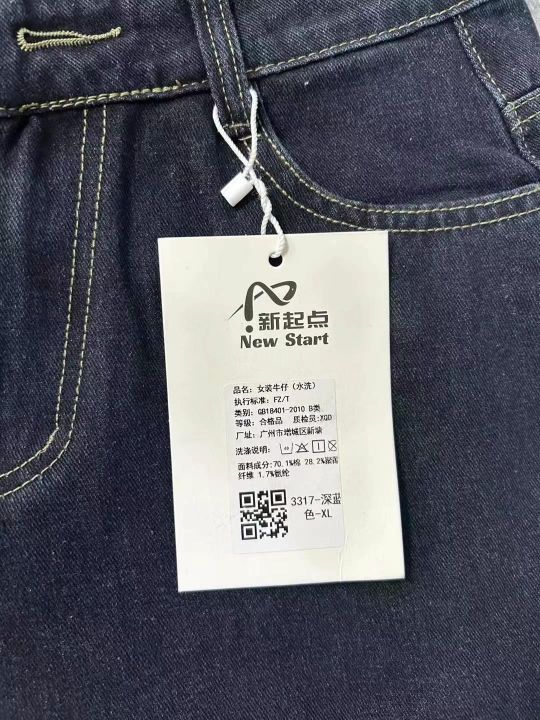 新起点
New Start
品名：女装牛仔（水洗）
执行标准：FZ/T
类别：GB18401-2010 B类
等级：合格品 质检员：ZGD
厂址：广州市增城区新塘
洗涤说明：
面料成分：70.1%棉 28.2%聚酯
纤维 1.7%氨纶
3317-深蓝
色-XL